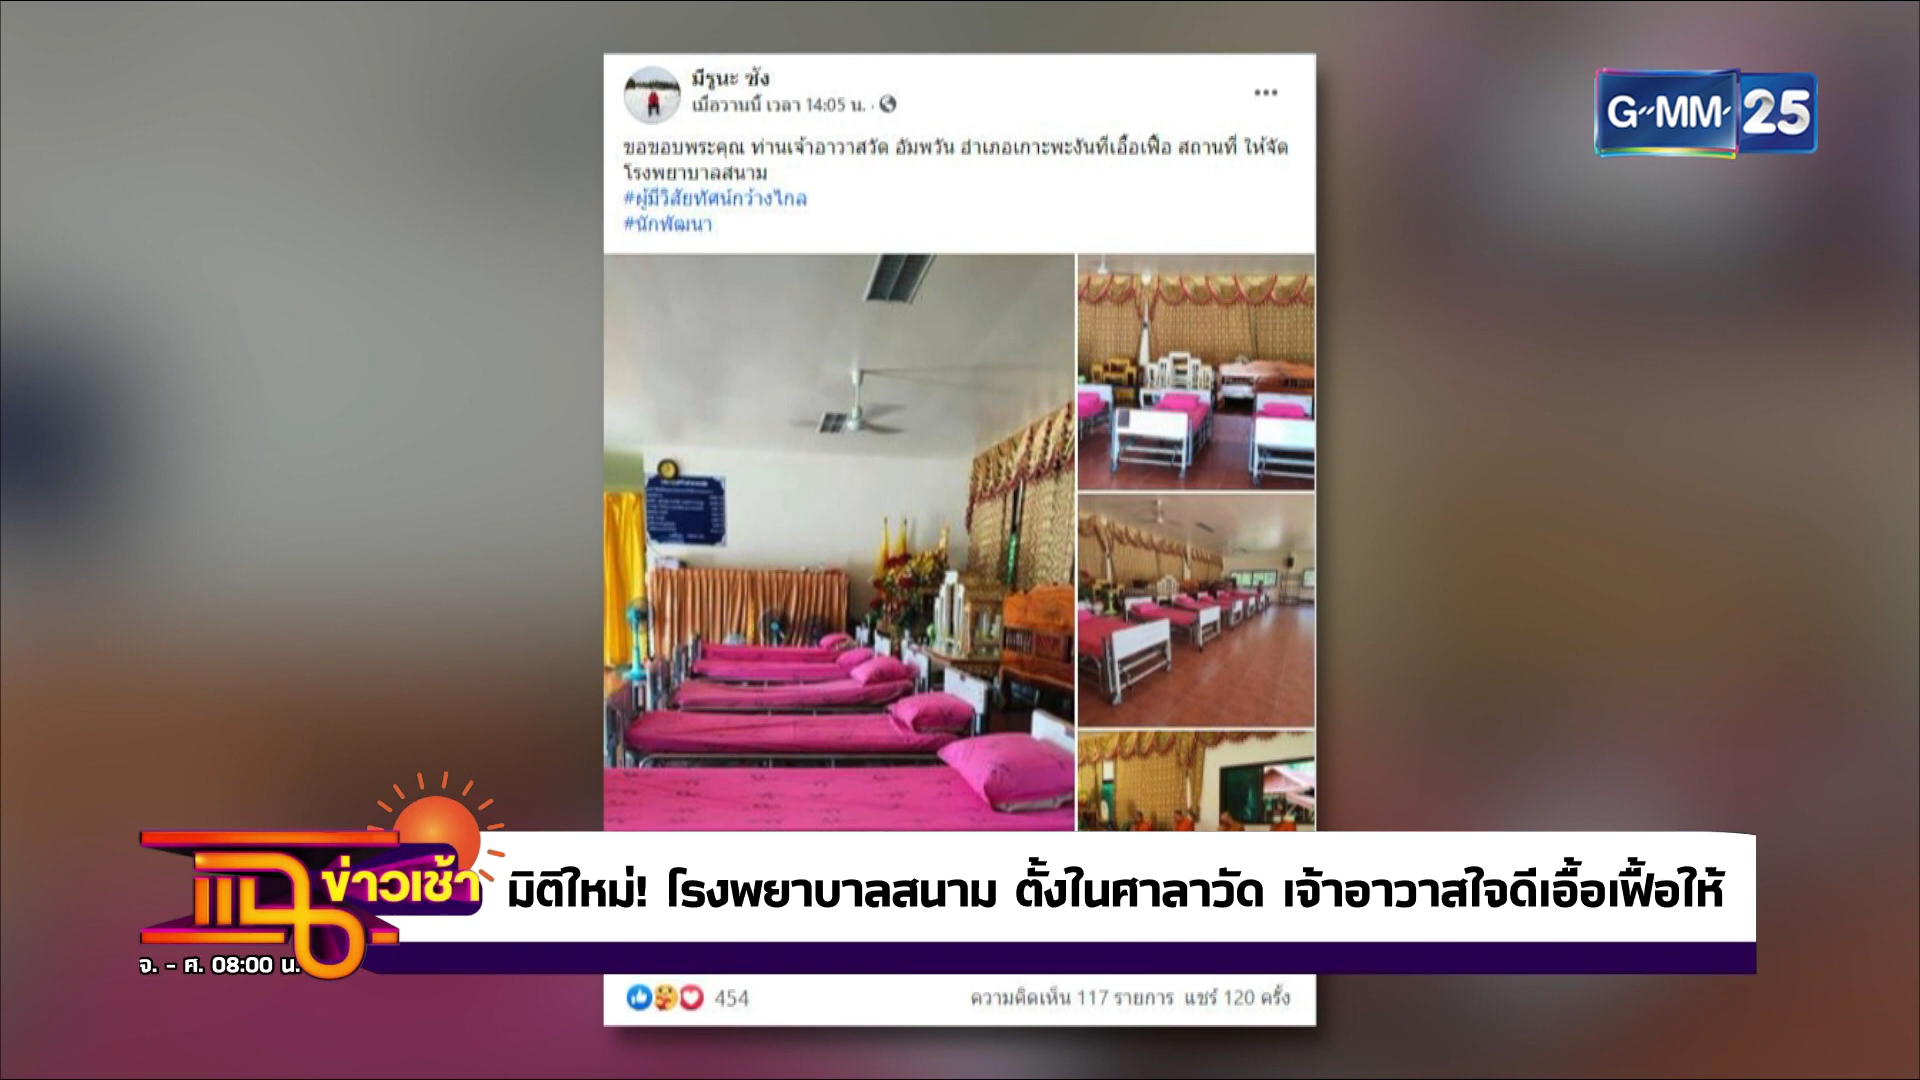 มีรูนะ ซัง
เมื่อวานนี้ เวลา 14:05 น. ·
GMM 25
ขอขอบพระคุณ ท่านเจ้าอาวาสวัด อัมพวัน อำเภอเกาะพะงันที่เอื้อเฟื้อ สถานที่ ให้จัด
โรงพยาบาลสนาม
#ผู้มีวิสัยทัศน์กว้างไกล
#นักพัฒนา
แฉ ข่าวเช้า
จ. - ศ. 08:00 น.
มิติใหม่! โรงพยาบาลสนาม ตั้งในศาลาวัด เจ้าอาวาสใจดีเอื้อเฟื้อให้
454
ความคิดเห็น 117 รายการ แชร์ 120 ครั้ง